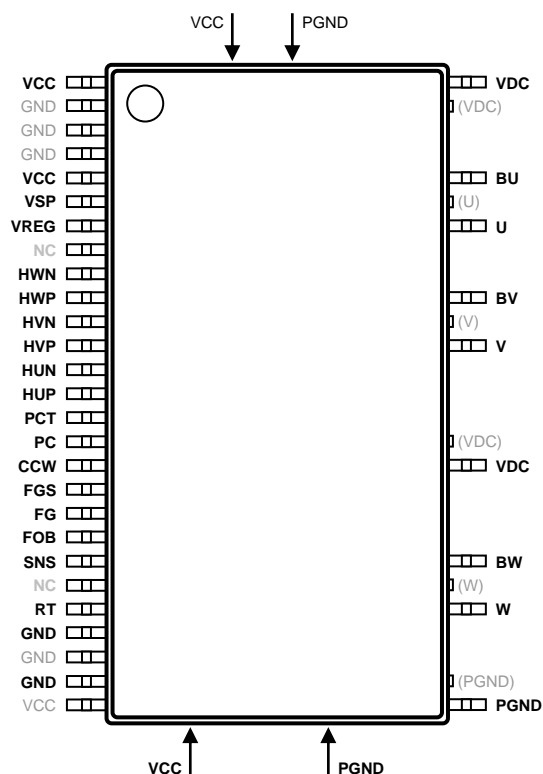 VCC PGND
VCC VDC
GND (VDC)
GND
GND
VCC BU
VSP (U)
VREG U
NC
HWN
HWP BV
HVN (V)
HVP V
HUN
HUP
PCT
PC (VDC)
CCW VDC
FGS
FG
FOB
SNS BW
NC (W)
RT W
GND
GND
GND (PGND)
VCC PGND
VCC PGND